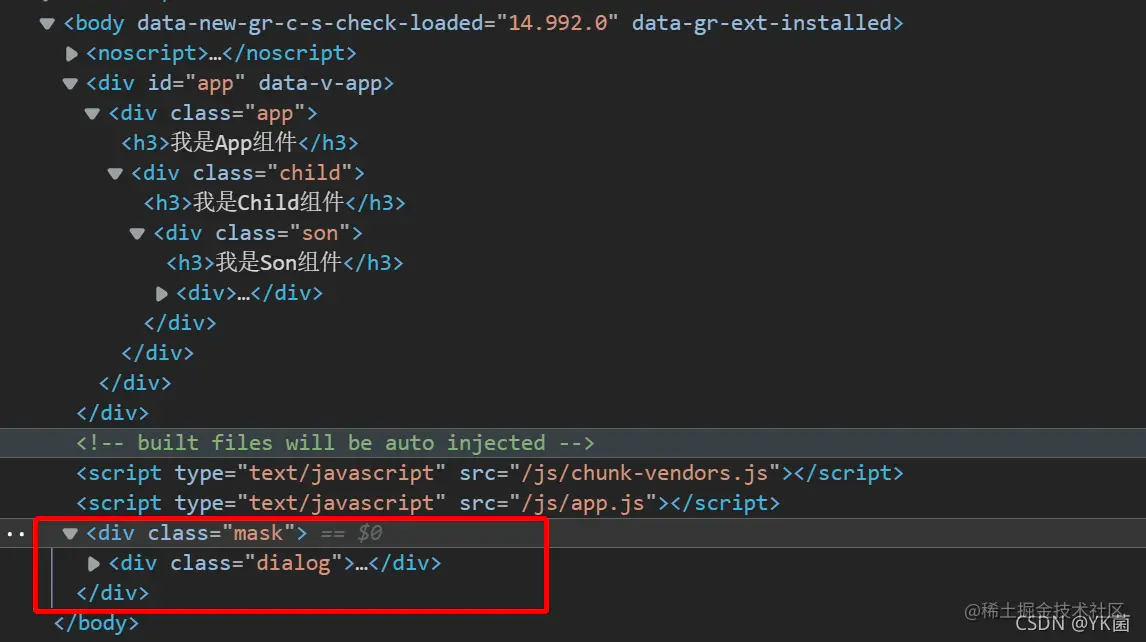 <body data-new-gr-c-s-check-loaded="14.992.0" data-gr-ext-installed>
<noscript>…</noscript>
<div id="app" data-v-app>
<div class="app">
<h3>我是App组件</h3>
<div class="child">
<h3>我是Child组件</h3>
<div class="son">
<h3>我是Son组件</h3>
<div>…</div>
</div>
</div>
</div>
</div>
<!-- built files will be auto injected -->
<script type="text/javascript" src="/js/chunk-vendors.js"></script>
<script type="text/javascript" src="/js/app.js"></script>
<div class="mask"> == $0
<div class="dialog">…</div>
</div>
</body>
@稀土掘金技术社区
CSDN @YK菌